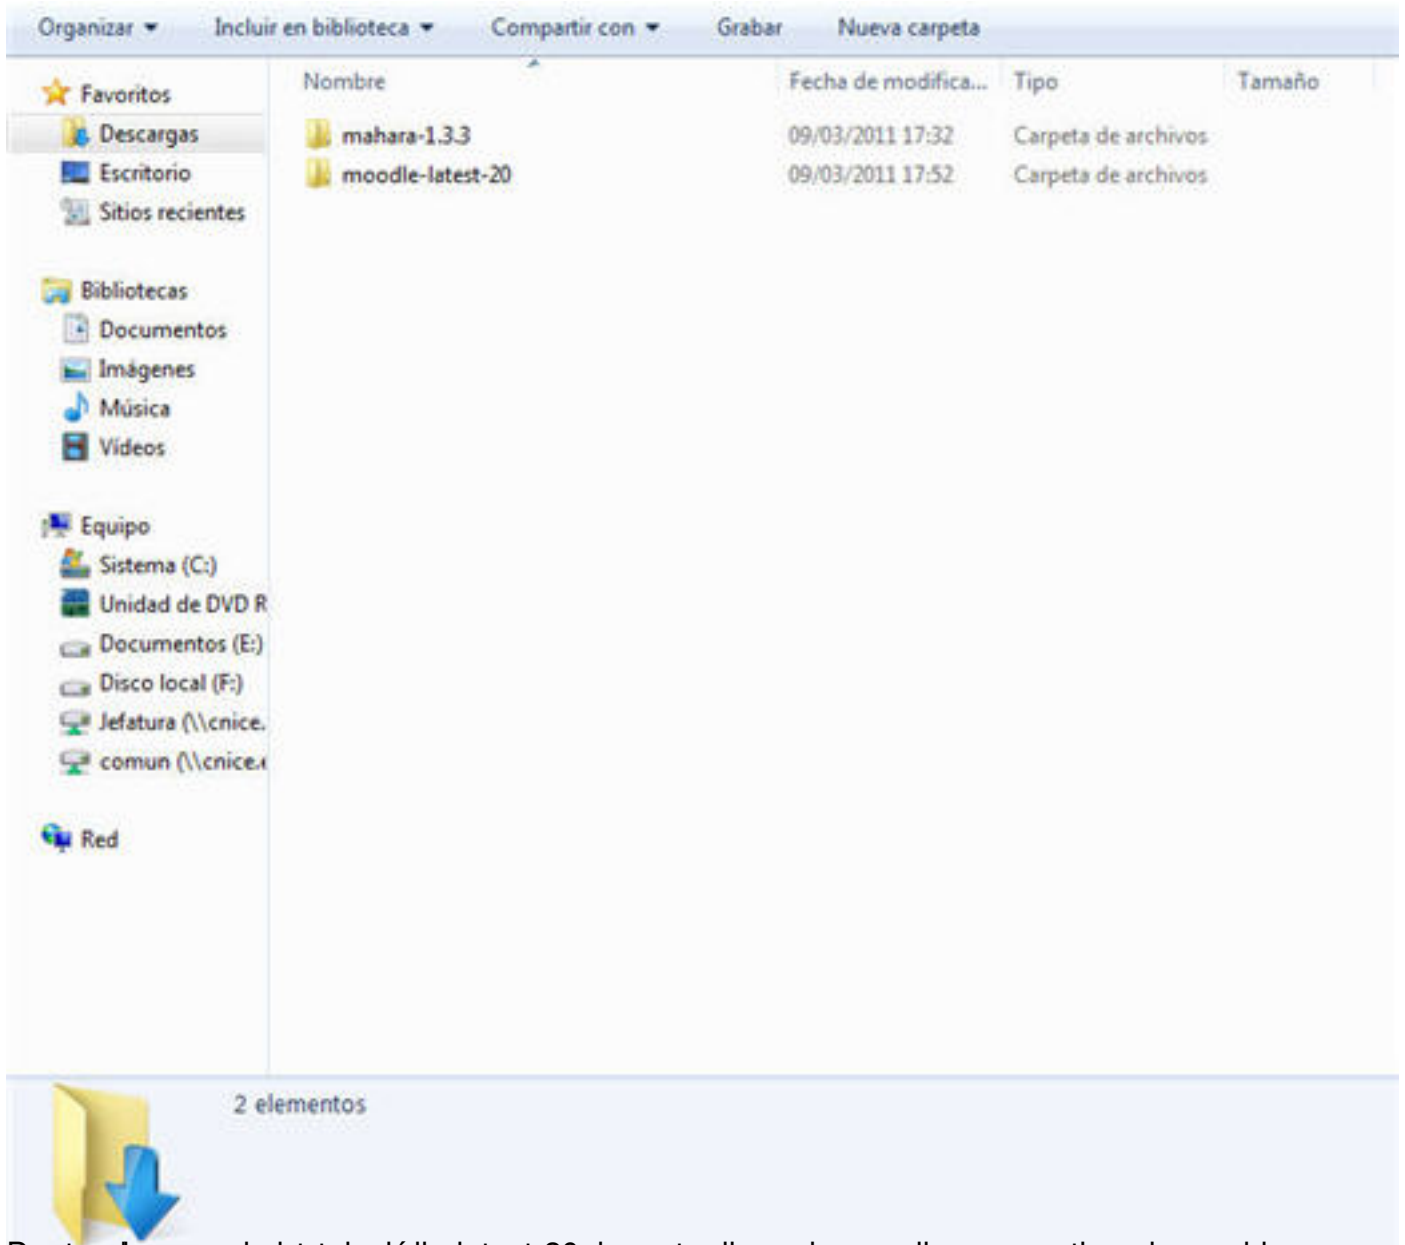 Organizar Incluir en biblioteca Compartir con Grabar Nueva carpeta
Nombre Fecha de modifica... Tipo Tamaño
mahara-1.3.3 09/03/2011 17:32 Carpeta de archivos
moodle-latest-20 09/03/2011 17:52 Carpeta de archivos
Favoritos
Descargas
Escritorio
Sitios recientes
Bibliotecas
Documentos
Imágenes
Música
Vídeos
Equipo
Sistema (C:)
Unidad de DVD R
Documentos (E:)
Disco local (F:)
Jefatura (\\cnice.
comun (\\cnice.e
Red
2 elementos